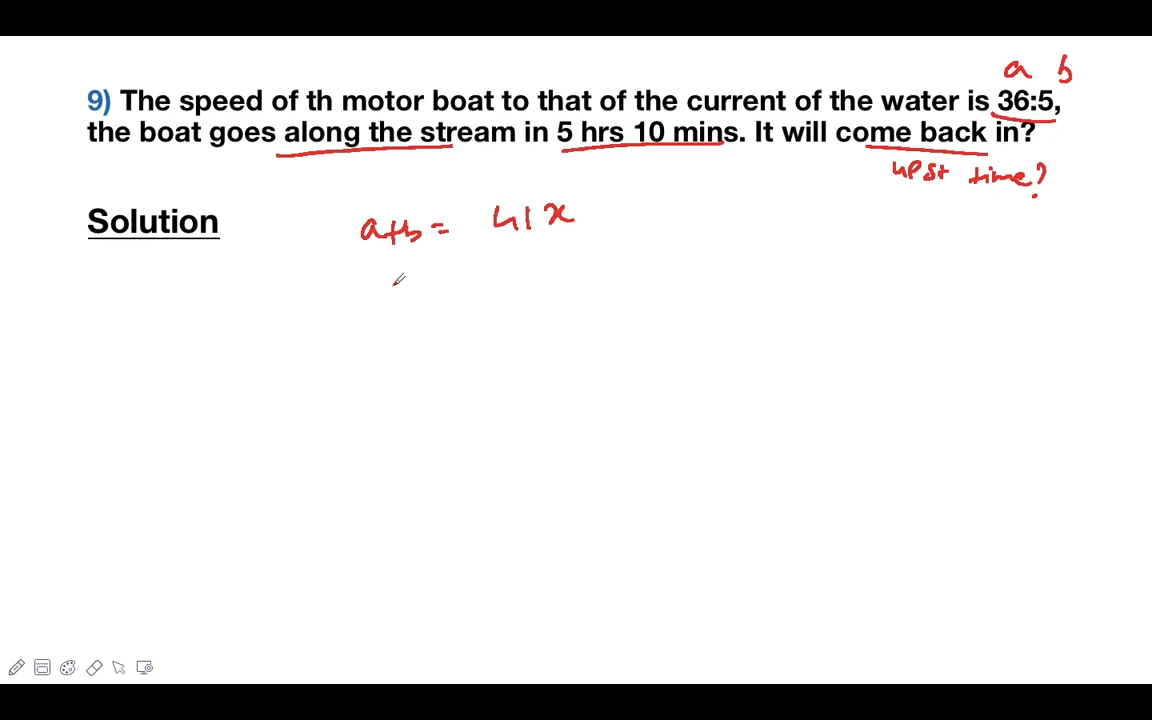 a b
9) The speed of th motor boat to that of the current of the water is 36:5,
the boat goes along the stream in 5 hrs 10 mins. It will come back in?
upst time?
Solution
a+b = 41x